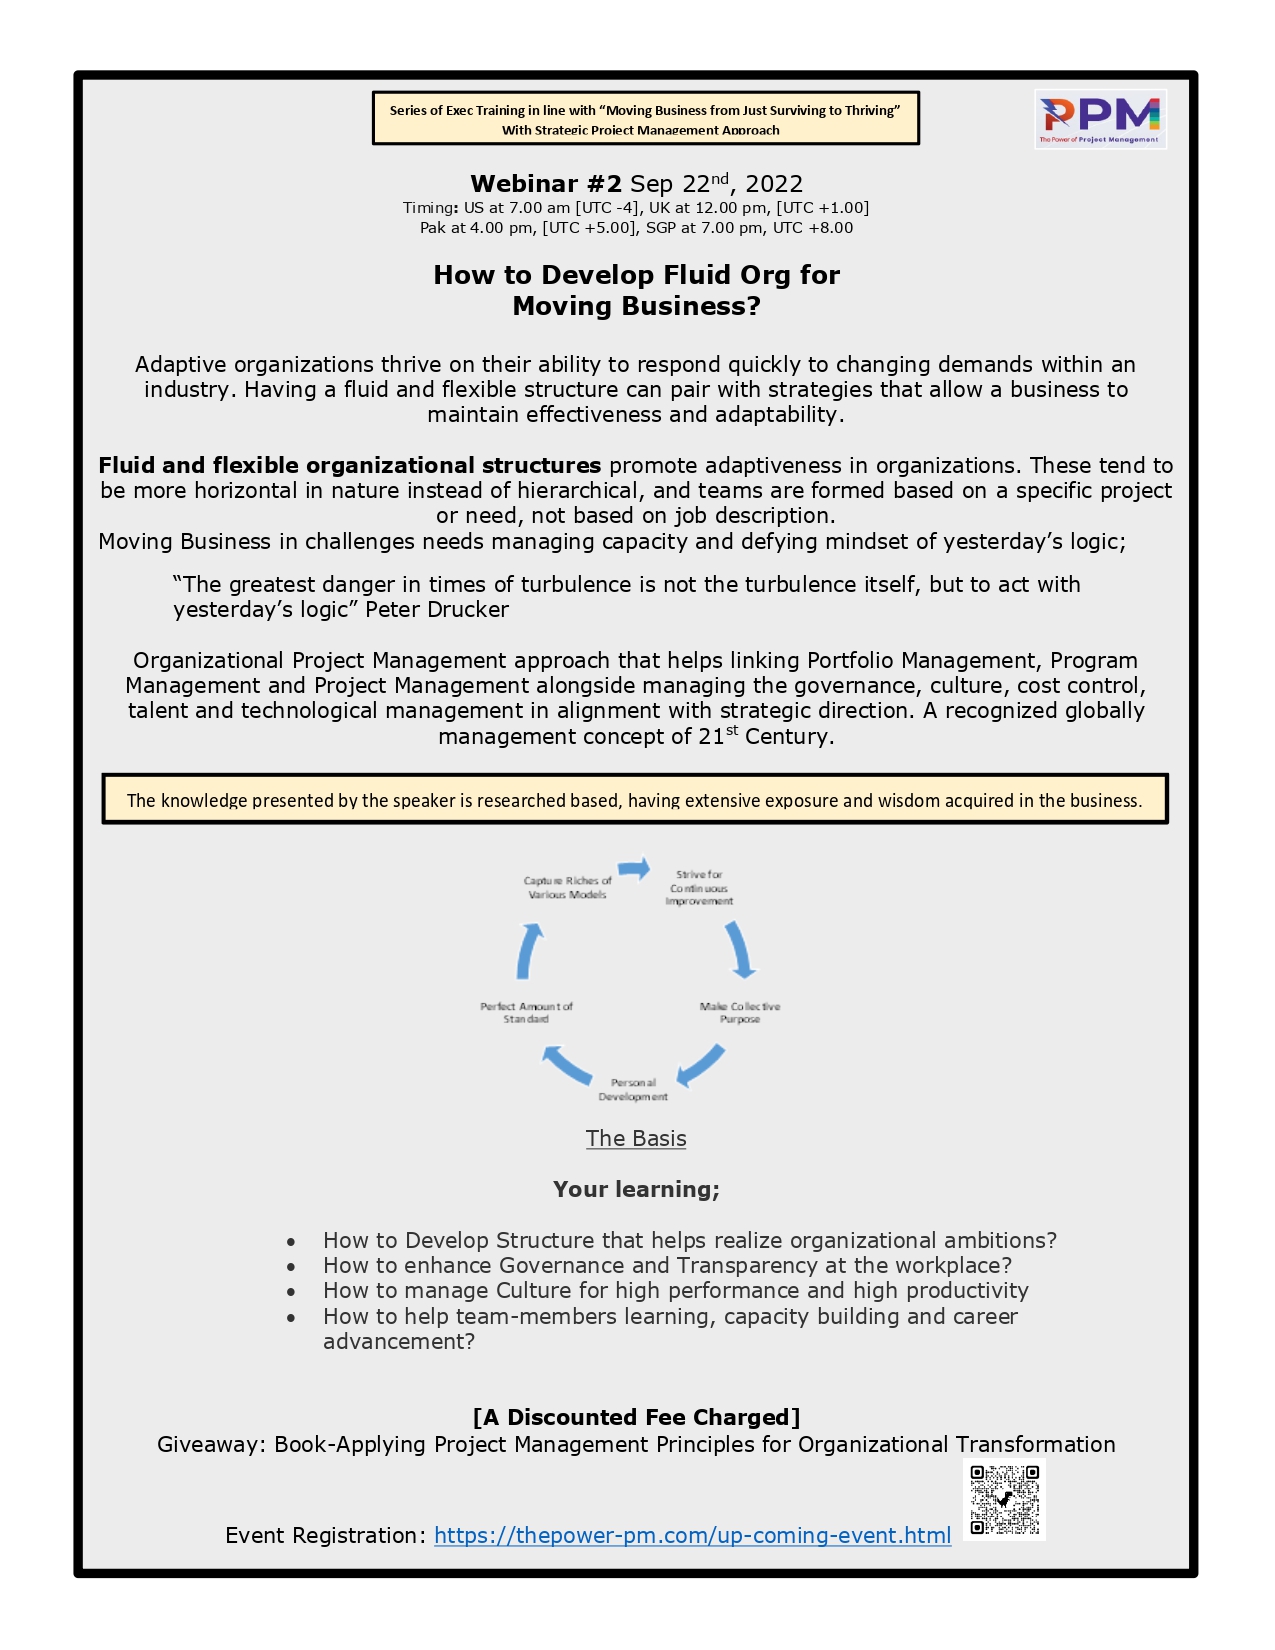 Series of Exec Training in line with “Moving Business from Just Surviving to Thriving”
With Strategic Project Management Approach
PPM
The Power of Project Management
Webinar #2 Sep 22nd, 2022
Timing: US at 7.00 am [UTC -4], UK at 12.00 pm, [UTC +1.00]
Pak at 4.00 pm, [UTC +5.00], SGP at 7.00 pm, UTC +8.00
How to Develop Fluid Org for
Moving Business?
Adaptive organizations thrive on their ability to respond quickly to changing demands within an
industry. Having a fluid and flexible structure can pair with strategies that allow a business to
maintain effectiveness and adaptability.
Fluid and flexible organizational structures promote adaptiveness in organizations. These tend to
be more horizontal in nature instead of hierarchical, and teams are formed based on a specific project
or need, not based on job description.
Moving Business in challenges needs managing capacity and defying mindset of yesterday’s logic;
“The greatest danger in times of turbulence is not the turbulence itself, but to act with
yesterday’s logic” Peter Drucker
Organizational Project Management approach that helps linking Portfolio Management, Program
Management and Project Management alongside managing the governance, culture, cost control,
talent and technological management in alignment with strategic direction. A recognized globally
management concept of 21st Century.
The knowledge presented by the speaker is researched based, having extensive exposure and wisdom acquired in the business.
Strive for
Continuous
Improvement
Make Collective
Purpose
Personal
Development
Perfect Amount of
Standard
Capture Riches of
Various Models
The Basis
Your learning;
• How to Develop Structure that helps realize organizational ambitions?
• How to enhance Governance and Transparency at the workplace?
• How to manage Culture for high performance and high productivity
• How to help team-members learning, capacity building and career
advancement?
[A Discounted Fee Charged]
Giveaway: Book-Applying Project Management Principles for Organizational Transformation
Event Registration: https://thepower-pm.com/up-coming-event.html